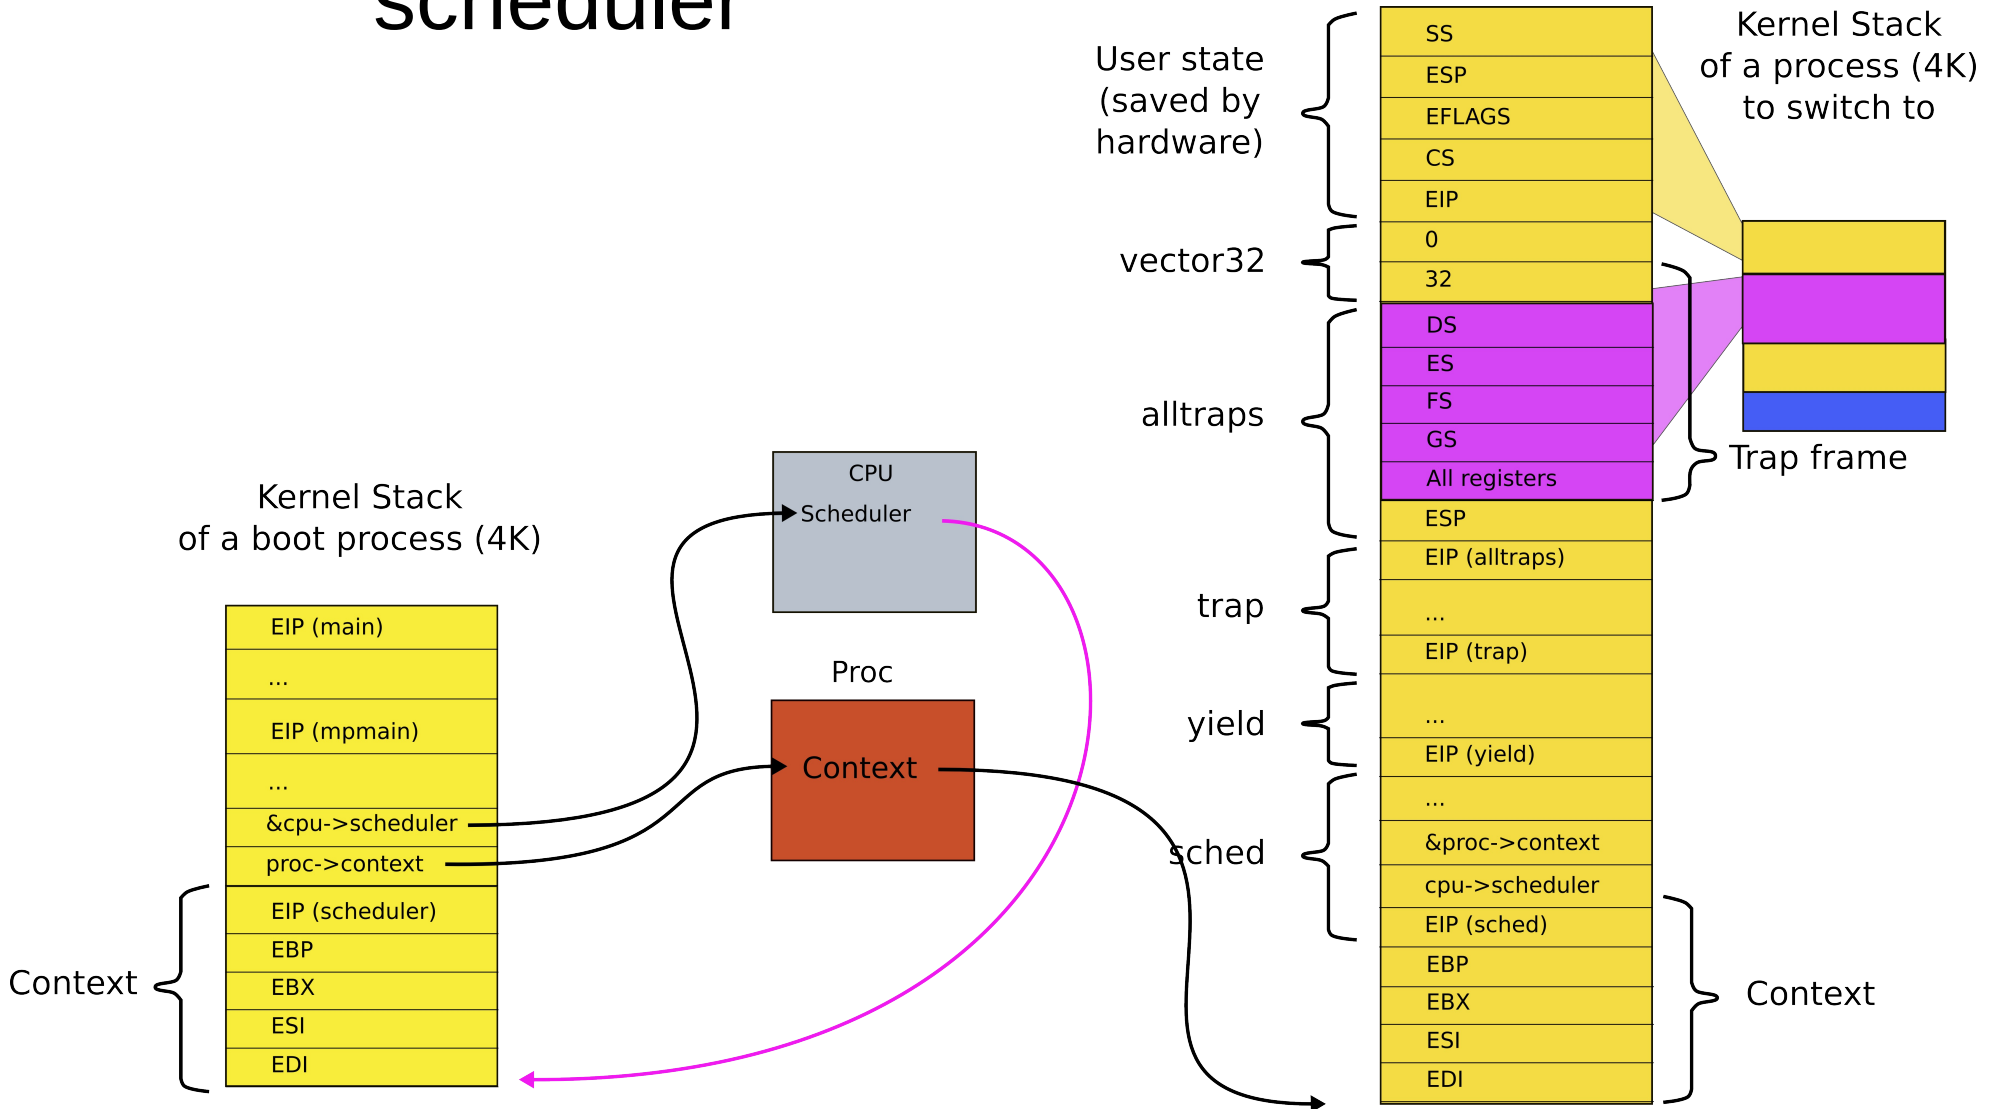 scheduler
User state
(saved by
hardware)
vector32
alltraps
trap
yield
sched
SS
ESP
EFLAGS
CS
EIP
0
32
DS
ES
FS
GS
All registers
ESP
EIP (alltraps)
...
EIP (trap)
...
EIP (yield)
...
&proc->context
cpu->scheduler
EIP (sched)
EBP
EBX
ESI
EDI
Kernel Stack
of a process (4K)
to switch to
Trap frame
Context
Kernel Stack
of a boot process (4K)
EIP (main)
...
EIP (mpmain)
...
&cpu->scheduler
proc->context
EIP (scheduler)
EBP
EBX
ESI
EDI
Context
CPU
Scheduler
Proc
Context